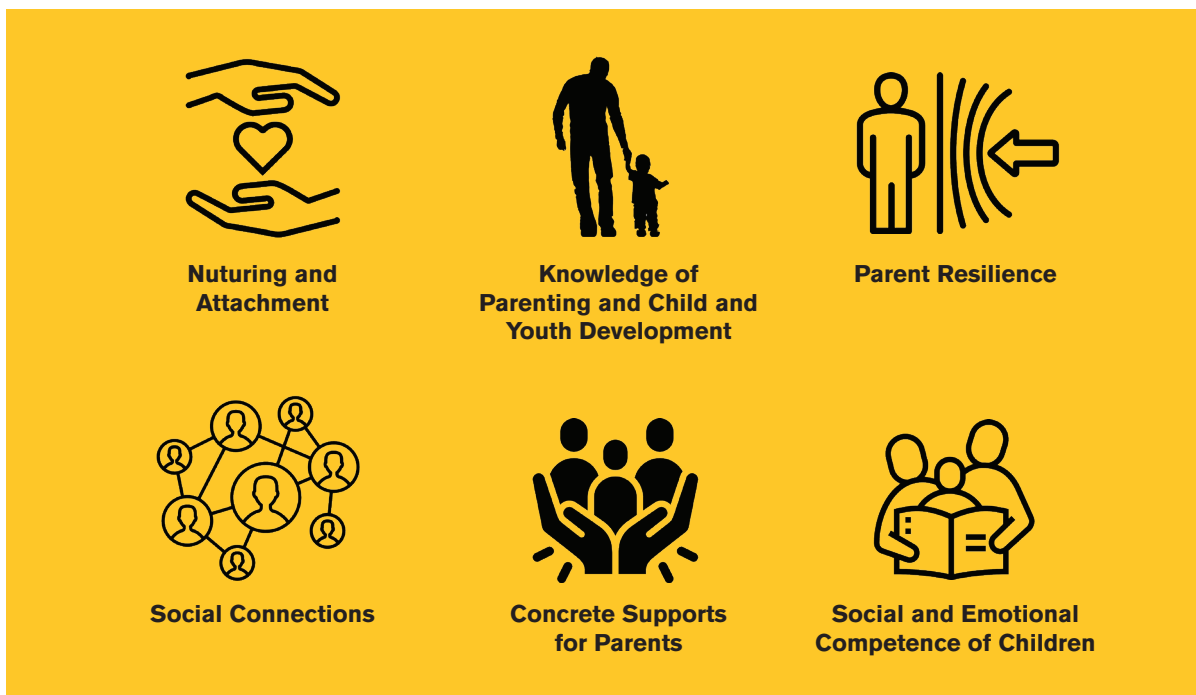 Nuturing and
Attachment
Knowledge of
Parenting and Child and
Youth Development
Parent Resilience
Social Connections
Concrete Supports
for Parents
Social and Emotional
Competence of Children